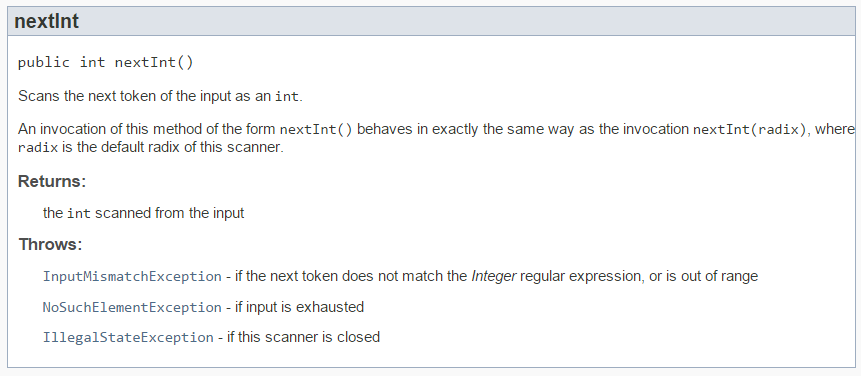 nextInt
public int nextInt()
Scans the next token of the input as an int.
An invocation of this method of the form nextInt() behaves in exactly the same way as the invocation nextInt(radix), where
radix is the default radix of this scanner.
Returns:
the int scanned from the input
Throws:
InputMismatchException - if the next token does not match the Integer regular expression, or is out of range
NoSuchElementException - if input is exhausted
IllegalStateException - if this scanner is closed